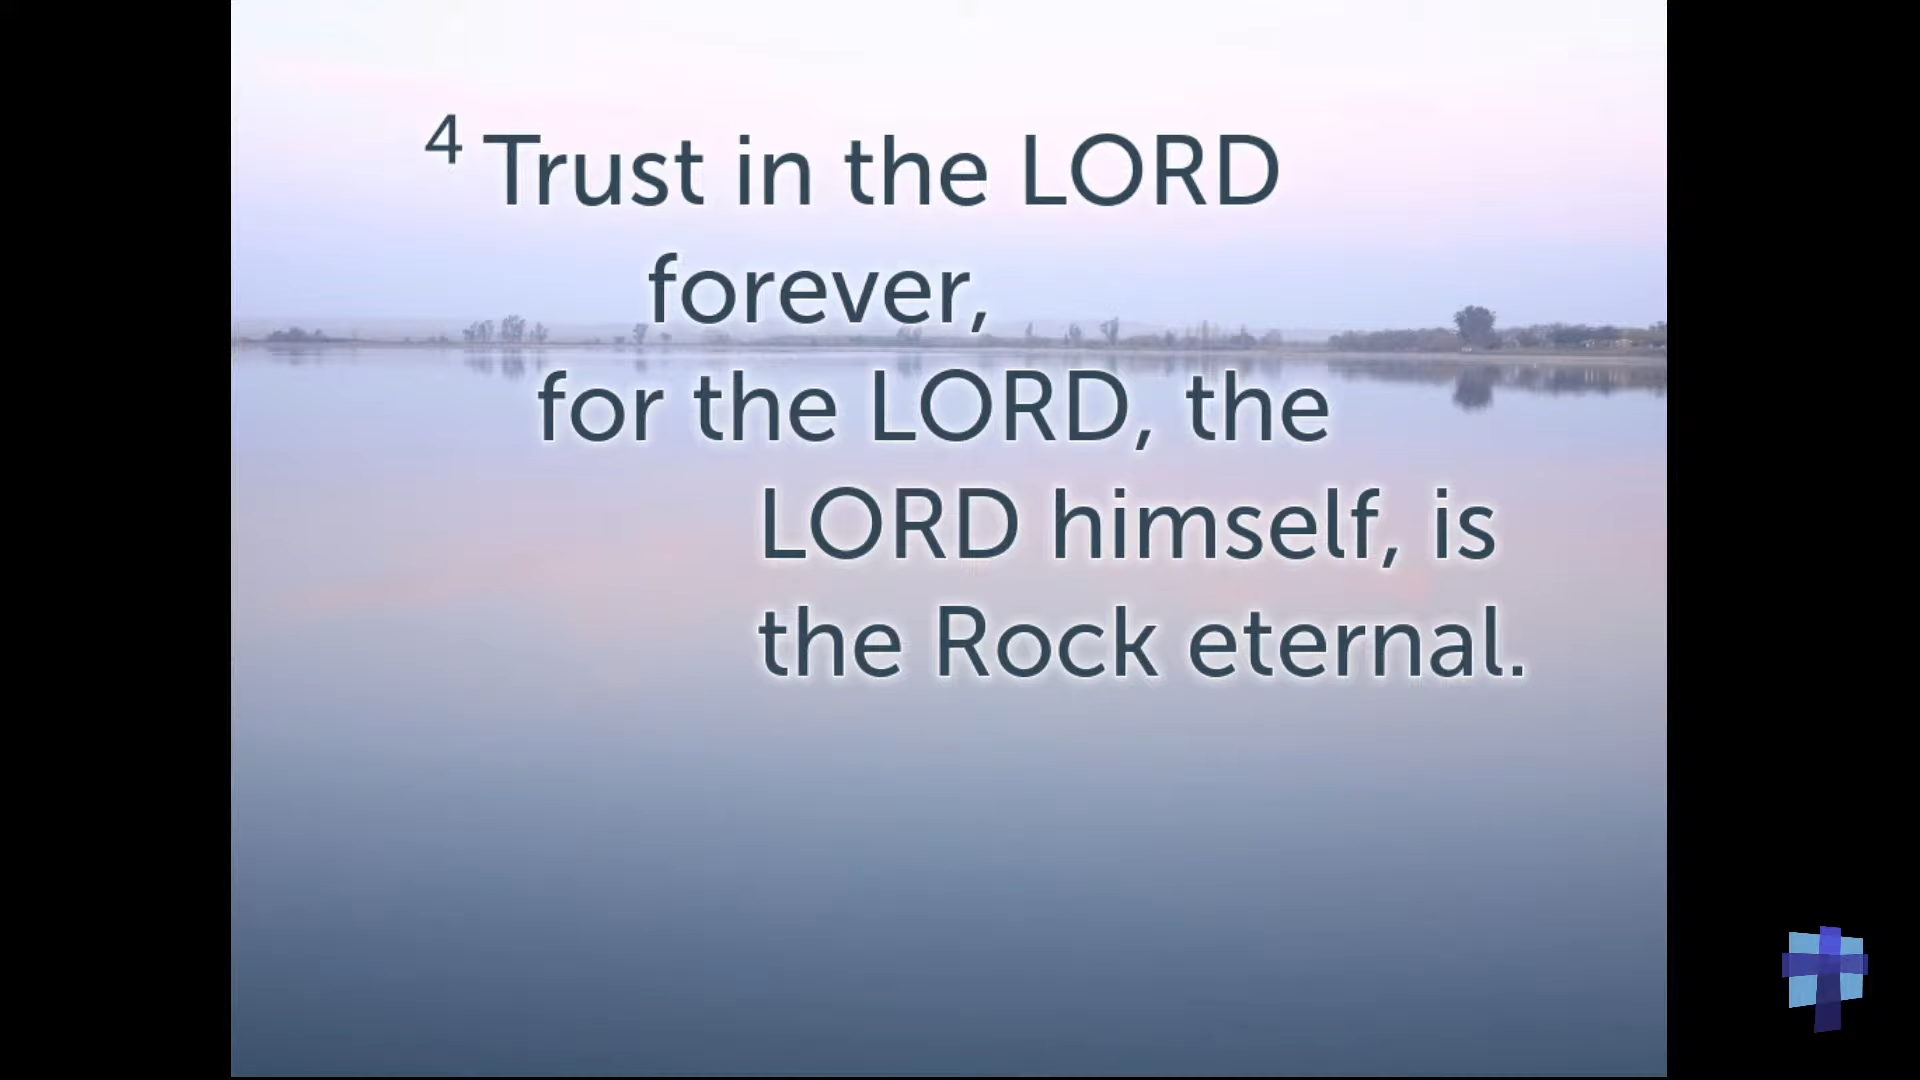 4 Trust in the LORD
forever,
for the LORD, the
LORD himself, is
the Rock eternal.